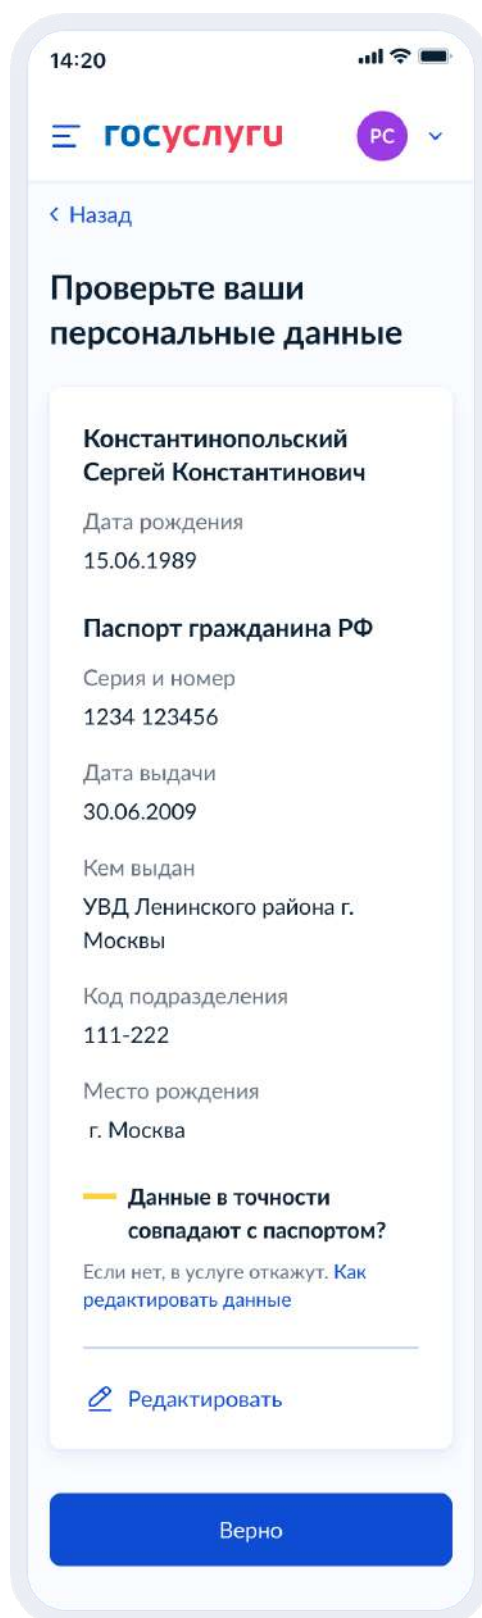 14:20
госуслуги
РС
Назад
Проверьте ваши
персональные данные
Константинопольский
Сергей Константинович
Дата рождения
15.06.1989
Паспорт гражданина РФ
Серия и номер
1234 123456
Дата выдачи
30.06.2009
Кем выдан
УВД Ленинского района г.
Москвы
Код подразделения
111-222
Место рождения
г. Москва
Данные в точности
совпадают с паспортом?
Если нет, в услуге откажут. Как
редактировать данные
Редактировать
Верно